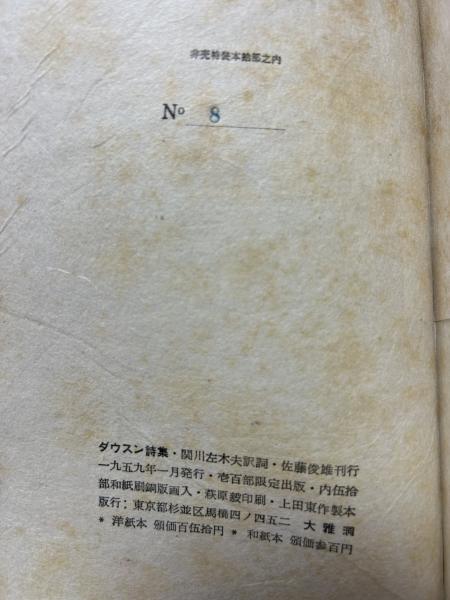 非売特製本拾部之内
No 8
ダウスン詩集・関川左木夫訳詞・佐藤俊雄刊行
一九五九年一月発行・壱百部限定出版・内伍拾
部和紙刷銅版画入・萩原毅印刷・上田東作製本
版行：東京都杉並区馬橋四ノ四五二 大雅洞
* 洋紙本 頒価百伍拾円 * 和紙本 頒価参百円